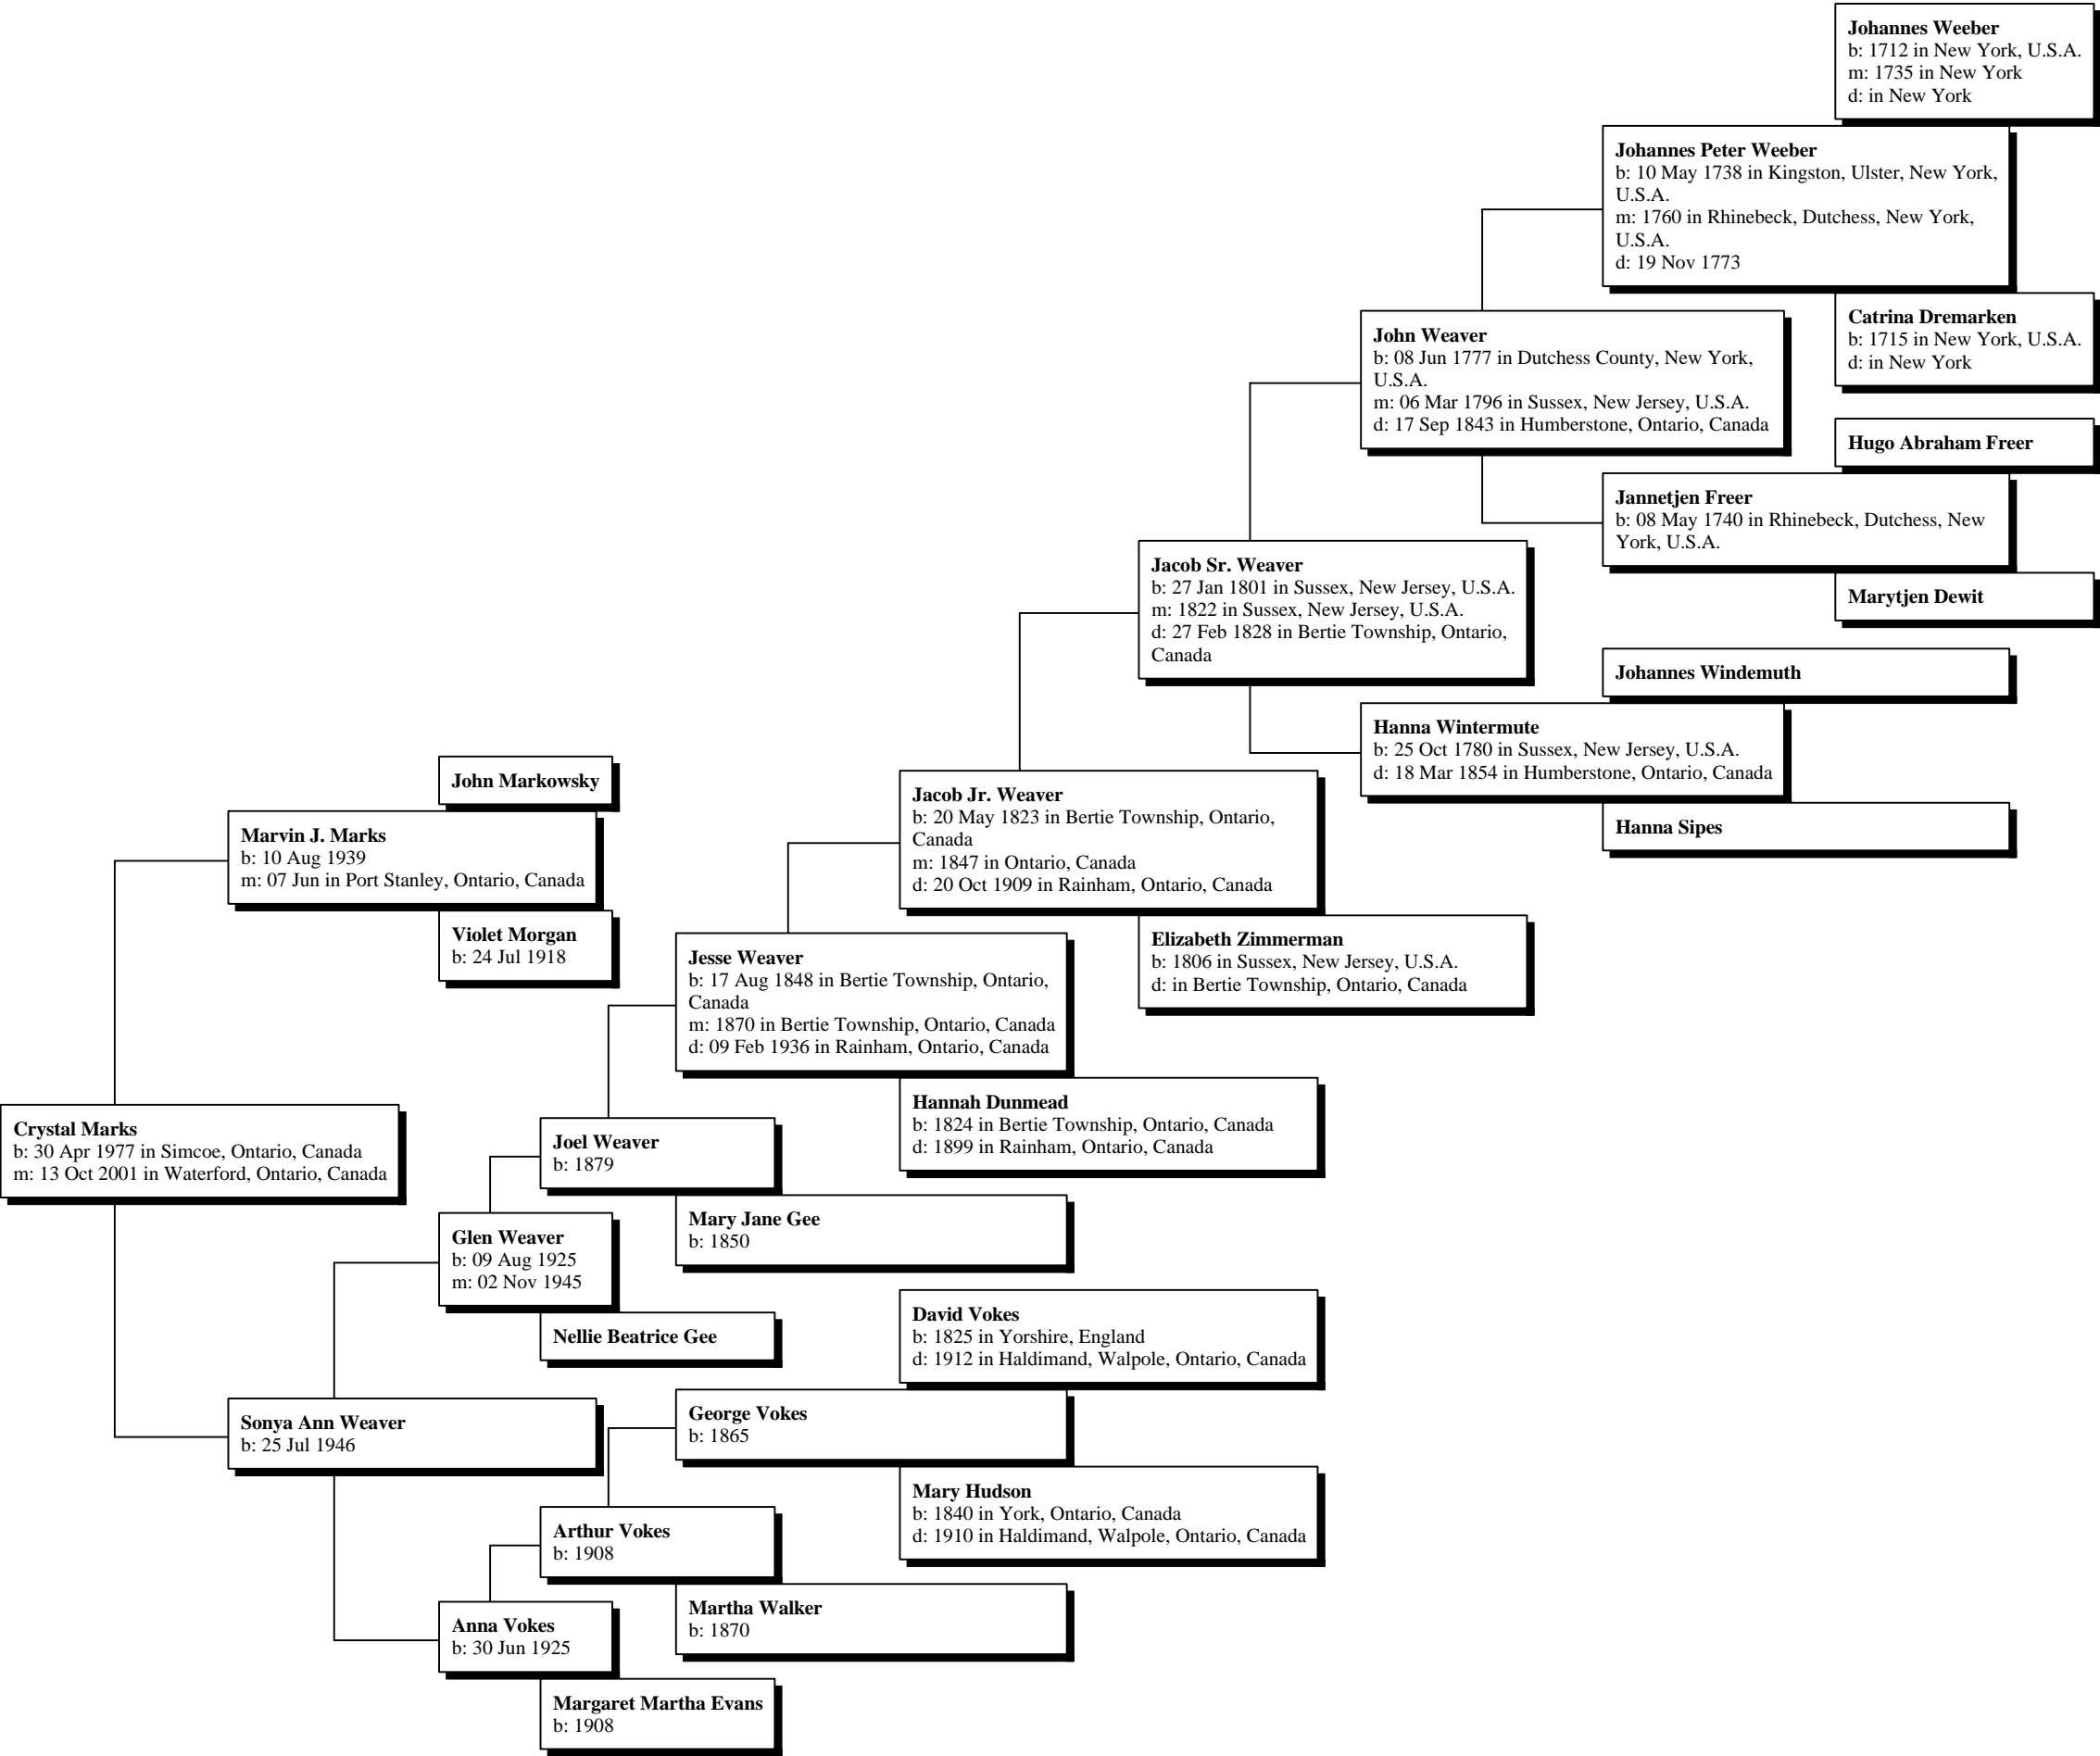 Johannes Weeber
b: 1712 in New York, U.S.A.
m: 1735 in New York
d: in New York
Johannes Peter Weeber
b: 10 May 1738 in Kingston, Ulster, New York,
U.S.A.
m: 1760 in Rhinebeck, Dutchess, New York,
U.S.A.
d: 19 Nov 1773
Catrina Dremarken
b: 1715 in New York, U.S.A.
d: in New York
John Weaver
b: 08 Jun 1777 in Dutchess County, New York,
U.S.A.
m: 06 Mar 1796 in Sussex, New Jersey, U.S.A.
d: 17 Sep 1843 in Humberstone, Ontario, Canada
Hugo Abraham Freer
Jannetjen Freer
b: 08 May 1740 in Rhinebeck, Dutchess, New
York, U.S.A.
Marytjen Dewit
Jacob Sr. Weaver
b: 27 Jan 1801 in Sussex, New Jersey, U.S.A.
m: 1822 in Sussex, New Jersey, U.S.A.
d: 27 Feb 1828 in Bertie Township, Ontario,
Canada
Johannes Windemuth
Hanna Wintermute
b: 25 Oct 1780 in Sussex, New Jersey, U.S.A.
d: 18 Mar 1854 in Humberstone, Ontario, Canada
Hanna Sipes
John Markowsky
Marvin J. Marks
b: 10 Aug 1939
m: 07 Jun in Port Stanley, Ontario, Canada
Violet Morgan
b: 24 Jul 1918
Jacob Jr. Weaver
b: 20 May 1823 in Bertie Township, Ontario,
Canada
m: 1847 in Ontario, Canada
d: 20 Oct 1909 in Rainham, Ontario, Canada
Elizabeth Zimmerman
b: 1806 in Sussex, New Jersey, U.S.A.
d: in Bertie Township, Ontario, Canada
Jesse Weaver
b: 17 Aug 1848 in Bertie Township, Ontario,
Canada
m: 1870 in Bertie Township, Ontario, Canada
d: 09 Feb 1936 in Rainham, Ontario, Canada
Hannah Dunmead
b: 1824 in Bertie Township, Ontario, Canada
d: 1899 in Rainham, Ontario, Canada
Crystal Marks
b: 30 Apr 1977 in Simcoe, Ontario, Canada
m: 13 Oct 2001 in Waterford, Ontario, Canada
Joel Weaver
b: 1879
Mary Jane Gee
b: 1850
Glen Weaver
b: 09 Aug 1925
m: 02 Nov 1945
Nellie Beatrice Gee
David Vokes
b: 1825 in Yorshire, England
d: 1912 in Haldimand, Walpole, Ontario, Canada
Sonya Ann Weaver
b: 25 Jul 1946
George Vokes
b: 1865
Mary Hudson
b: 1840 in York, Ontario, Canada
d: 1910 in Haldimand, Walpole, Ontario, Canada
Arthur Vokes
b: 1908
Martha Walker
b: 1870
Anna Vokes
b: 30 Jun 1925
Margaret Martha Evans
b: 1908